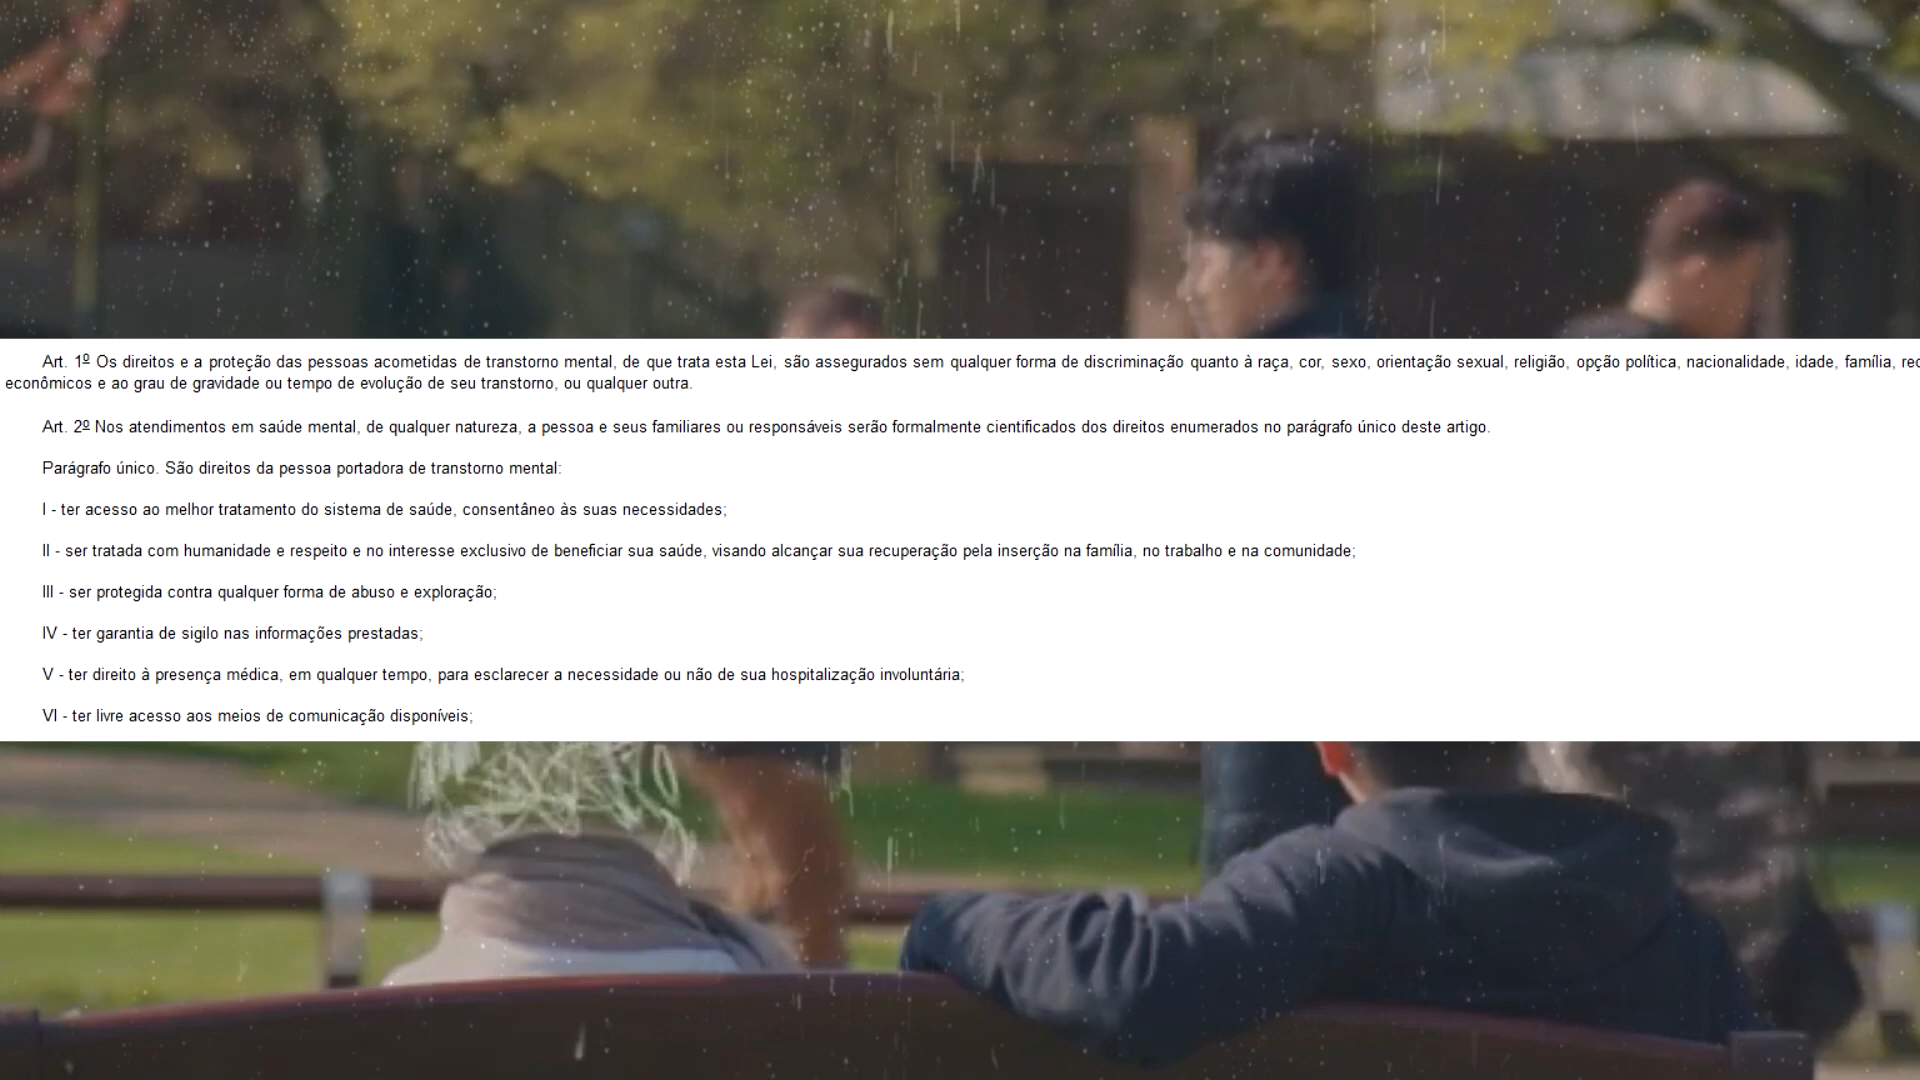 Art. 1º Os direitos e a proteção das pessoas acometidas de transtorno mental, de que trata esta Lei, são assegurados sem qualquer forma de discriminação quanto à raça, cor, sexo, orientação sexual, religião, opção política, nacionalidade, idade, família,
econômicos e ao grau de gravidade ou tempo de evolução de seu transtorno, ou qualquer outra.
Art. 2º Nos atendimentos em saúde mental, de qualquer natureza, a pessoa e seus familiares ou responsáveis serão formalmente cientificados dos direitos enumerados no parágrafo único deste artigo.
Parágrafo único. São direitos da pessoa portadora de transtorno mental:
I - ter acesso ao melhor tratamento do sistema de saúde, consentâneo às suas necessidades;
II - ser tratada com humanidade e respeito e no interesse exclusivo de beneficiar sua saúde, visando alcançar sua recuperação pela inserção na família, no trabalho e na comunidade;
III - ser protegida contra qualquer forma de abuso e exploração;
IV - ter garantia de sigilo nas informações prestadas;
V - ter direito à presença médica, em qualquer tempo, para esclarecer a necessidade ou não de sua hospitalização involuntária;
VI - ter livre acesso aos meios de comunicação disponíveis;